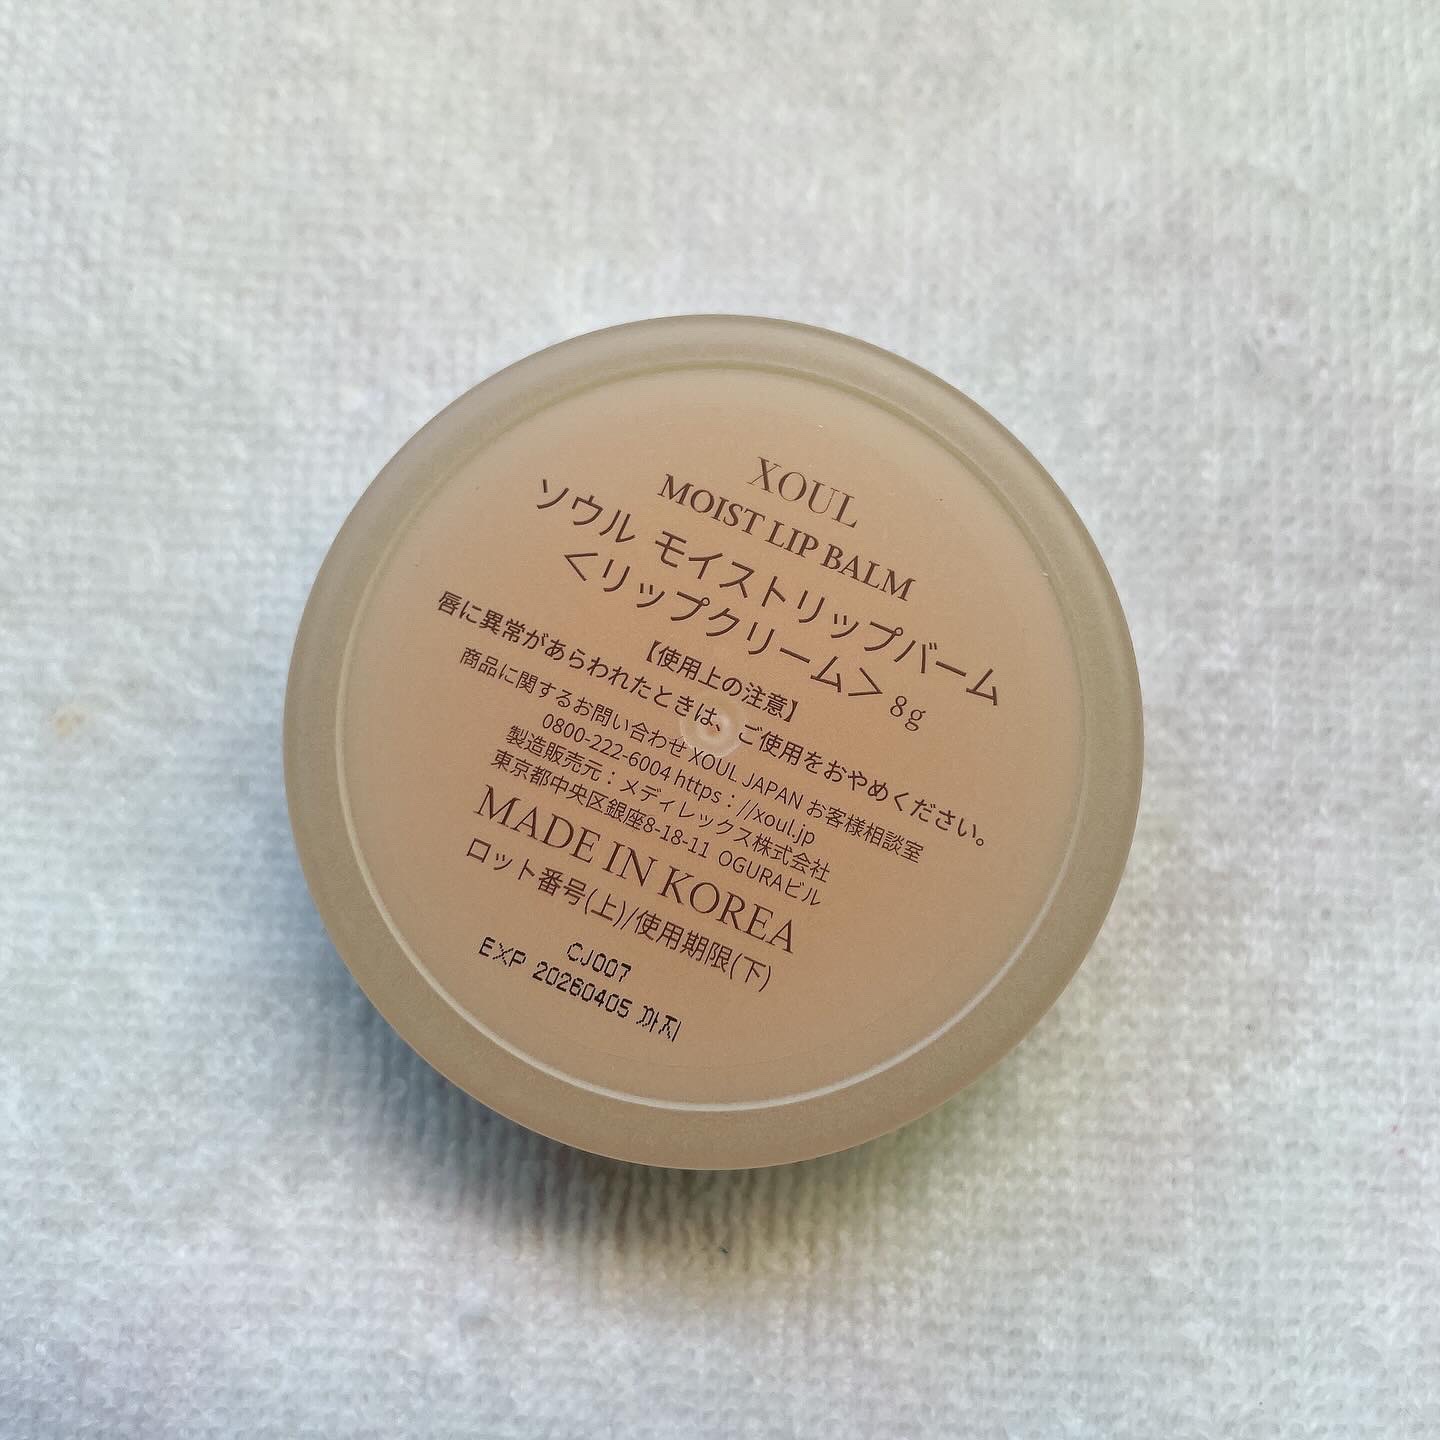 XOUL
MOIST LIP BALM
ソウル モイストリップバーム
＜リップクリーム＞ 8g
【使用上の注意】
唇に異常があらわれたときは、ご使用をおやめください。
商品に関するお問い合わせ XOUL JAPAN お客様相談室
0800-222-6004 https：//xoul.jp
製造販売元：メディレックス株式会社
東京都中央区銀座8-18-11 OGURAビル
MADE IN KOREA
ロット番号(上)/使用期限(下)
CJ007
EXP 20260405 까지